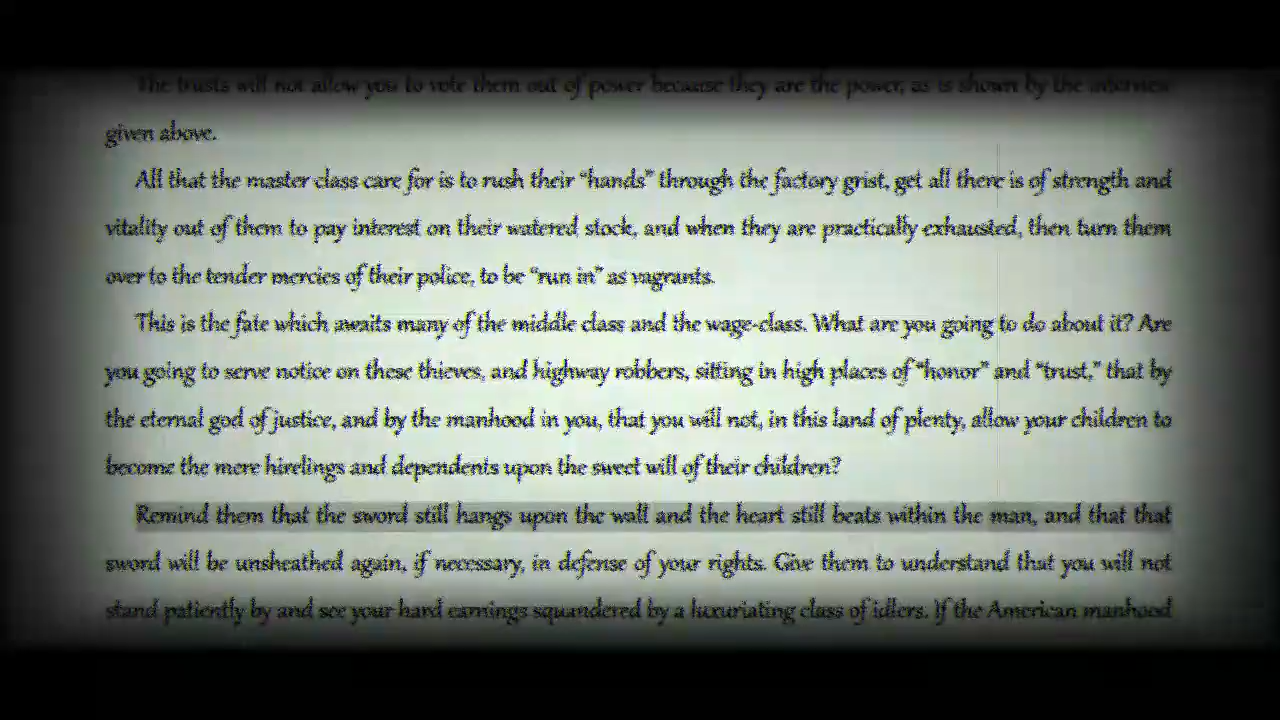 The trusts will not allow you to vote them out of power because they are the power, as is shown by the interview
given above.
All that the master class care for is to rush their “hands” through the factory grist, get all there is of strength and
vitality out of them to pay interest on their watered stock, and when they are practically exhausted, then turn them
over to the tender mercies of their police, to be “run in” as vagrants.
This is the fate which awaits many of the middle class and the wage-class. What are you going to do about it? Are
you going to serve notice on these thieves, and highway robbers, sitting in high places of “honor” and “trust,” that by
the eternal god of justice, and by the manhood in you, that you will not, in this land of plenty, allow your children to
become the mere hirelings and dependents upon the sweet will of their children?
Remind them that the sword still hangs upon the wall and the heart still beats within the man, and that that
sword will be unsheathed again, if necessary, in defense of your rights. Give them to understand that you will not
stand patiently by and see your hard earnings squandered by a luxuriating class of idlers. If the American manhood